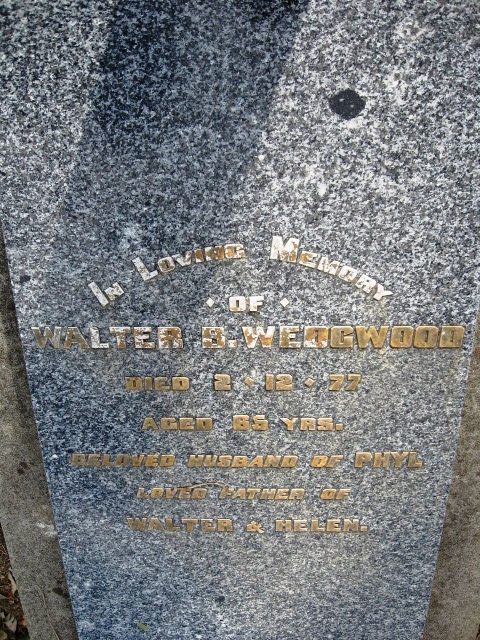 In Loving Memory
· OF ·
WALTER B. WEDGWOOD
DIED 2 · 12 · 77
AGED YRS.
BELOVED HUSBAND OF PHYL
LOVED FATHER OF
WALTER & HELEN.